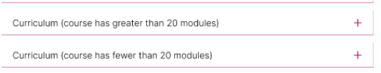 Curriculum (course has greater than 20 modules) +
Curriculum (course has fewer than 20 modules) +